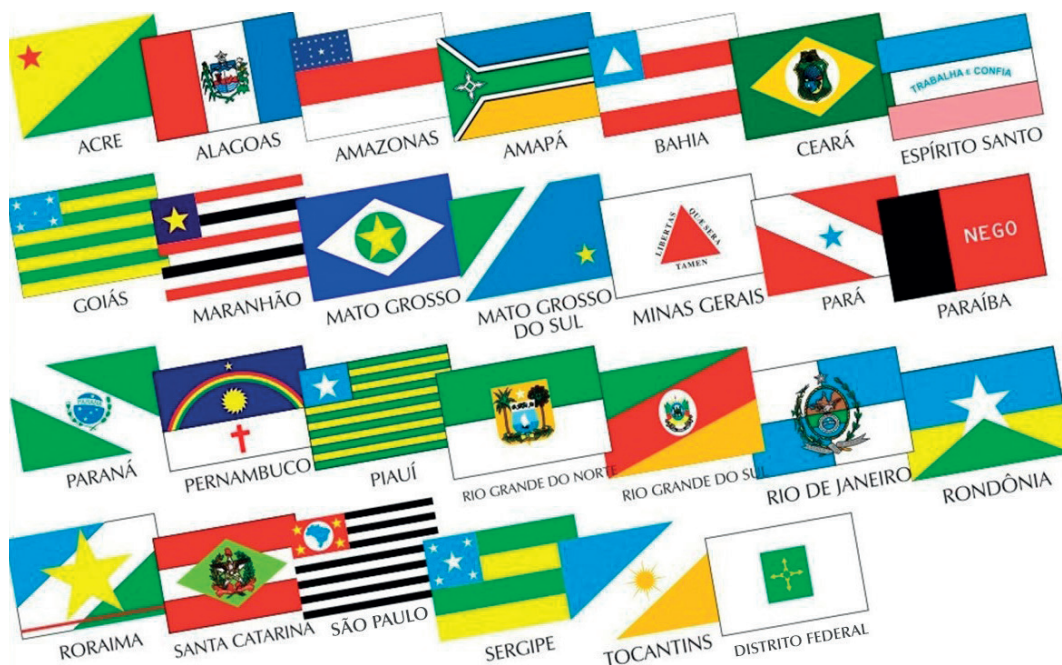 TRABALHA E CONFIA
ACRE
ALAGOAS
AMAZONAS
AMAPÁ
BAHIA
CEARÁ
ESPÍRITO SANTO
LIBERTAS QUÆ SERA
TAMEN
NEGO
GOIÁS
MARANHÃO
MATO GROSSO
MATO GROSSO
DO SUL
MINAS GERAIS
PARÁ
PARAÍBA
PARANÁ
PERNAMBUCO
PIAUÍ
RIO GRANDE DO NORTE
RIO GRANDE DO SUL
RIO DE JANEIRO
RONDÔNIA
RORAIMA
SANTA CATARINA
SÃO PAULO
SERGIPE
TOCANTINS
DISTRITO FEDERAL